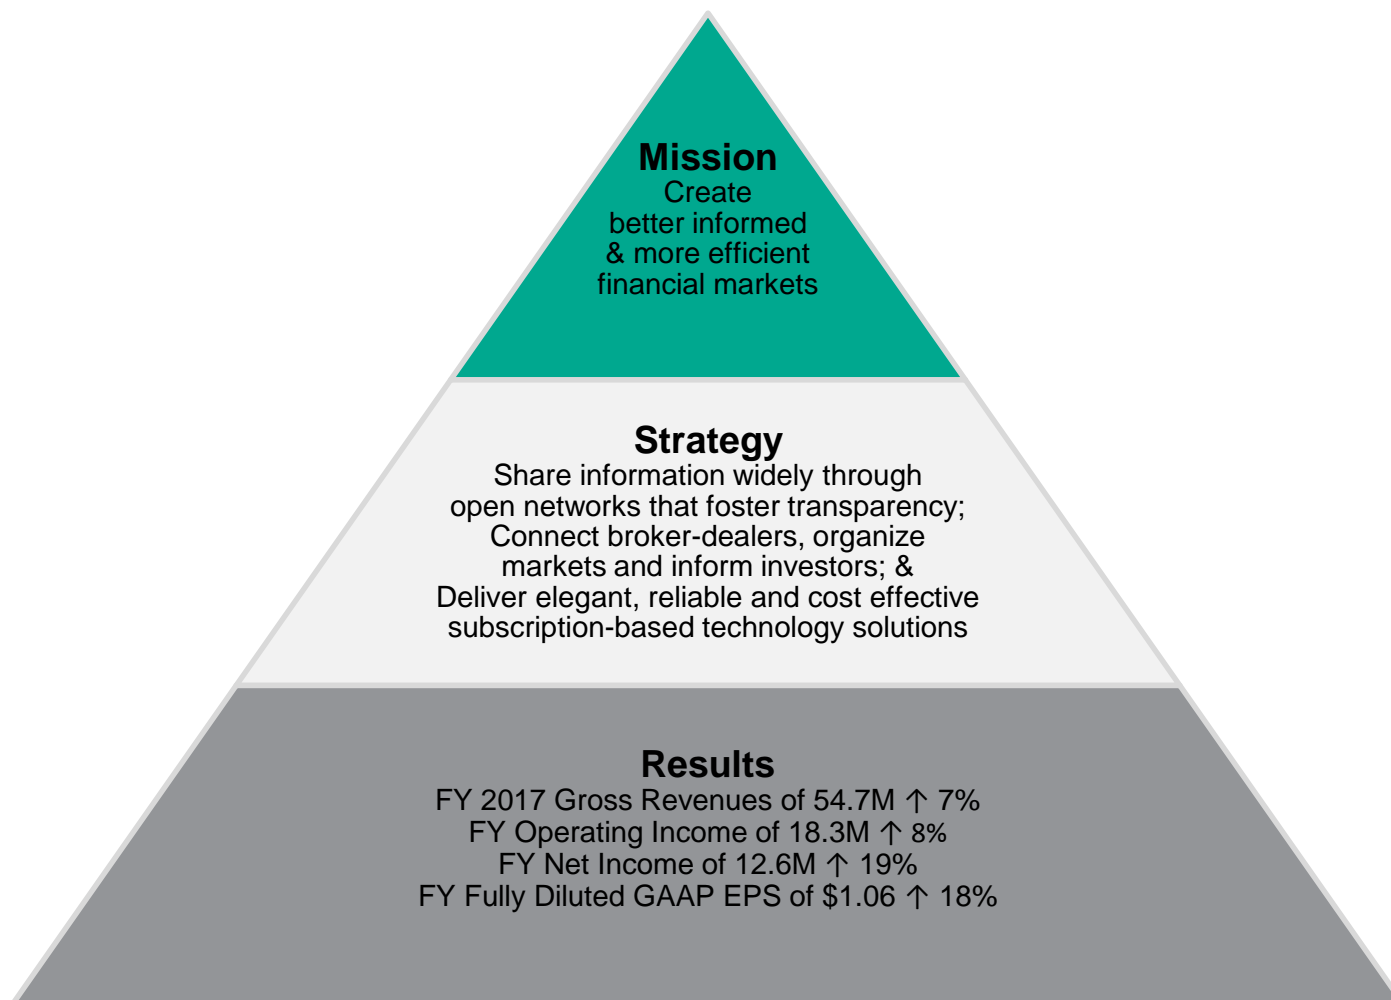 Mission
Create
better informed
& more efficient
financial markets
Strategy
Share information widely through
open networks that foster transparency;
Connect broker-dealers, organize
markets and inform investors; &
Deliver elegant, reliable and cost effective
subscription-based technology solutions
Results
FY 2017 Gross Revenues of 54.7M ↑ 7%
FY Operating Income of 18.3M ↑ 8%
FY Net Income of 12.6M ↑ 19%
FY Fully Diluted GAAP EPS of $1.06 ↑ 18%